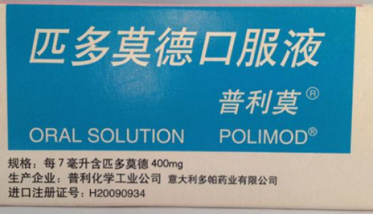 匹多莫德口服液
普利莫®
ORAL SOLUTION POLIMOD®
规格：每7毫升含匹多莫德400mg
生产企业：普利化学工业公司 意大利多帕药业有限公司
进口注册证号：H20090934